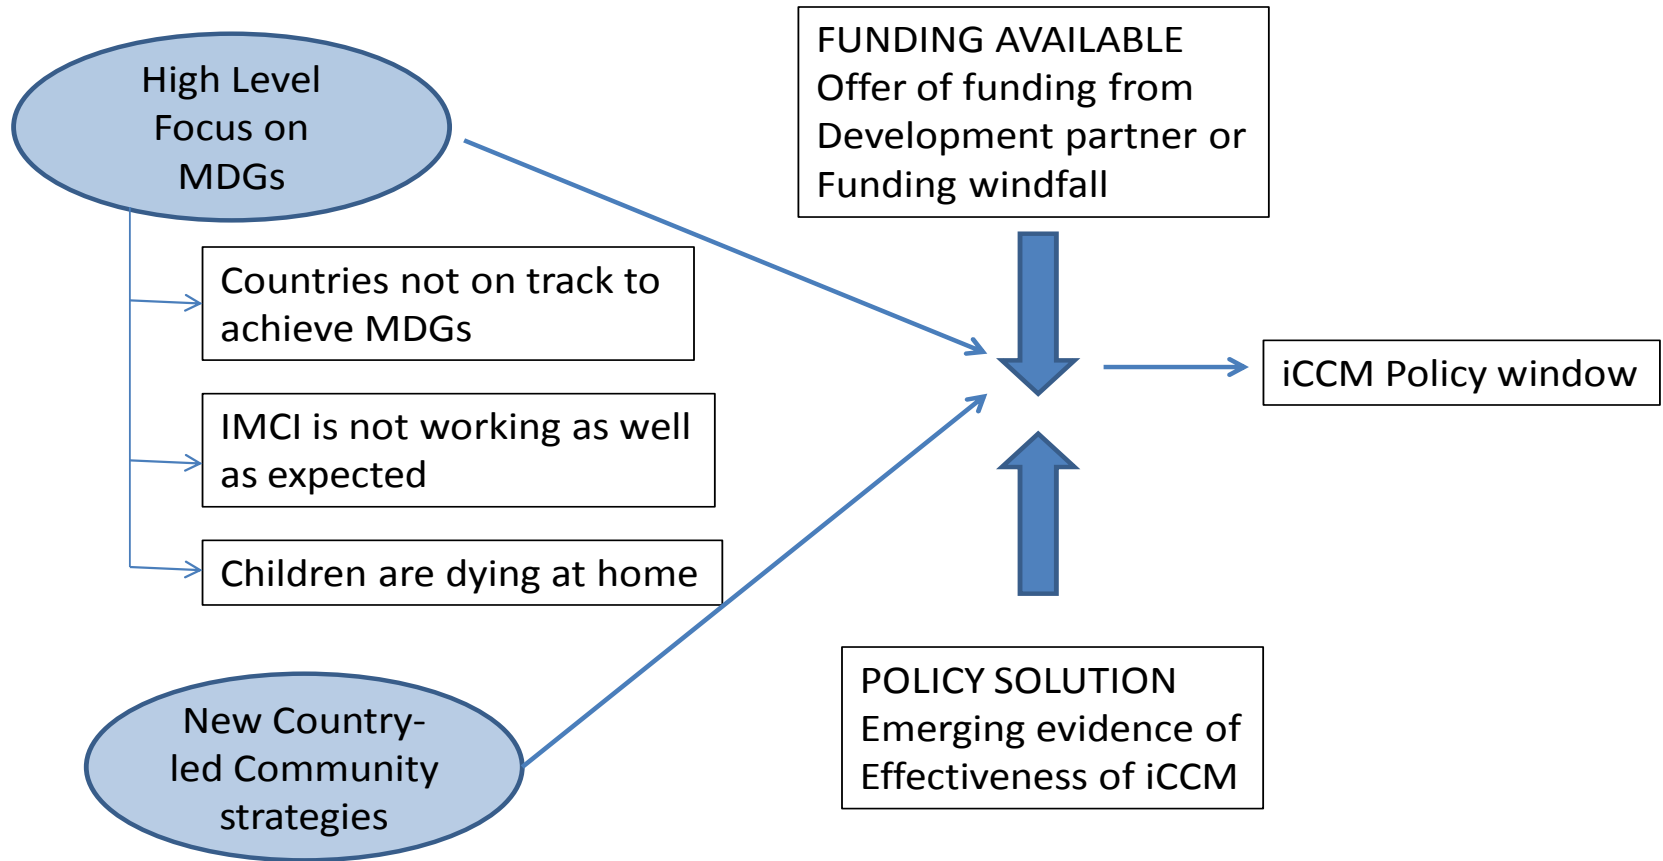 High Level
Focus on
MDGs
FUNDING AVAILABLE
Offer of funding from
Development partner or
Funding windfall
Countries not on track to
achieve MDGs
IMCI is not working as well
as expected
Children are dying at home
iCCM Policy window
New Country-
led Community
strategies
POLICY SOLUTION
Emerging evidence of
Effectiveness of iCCM